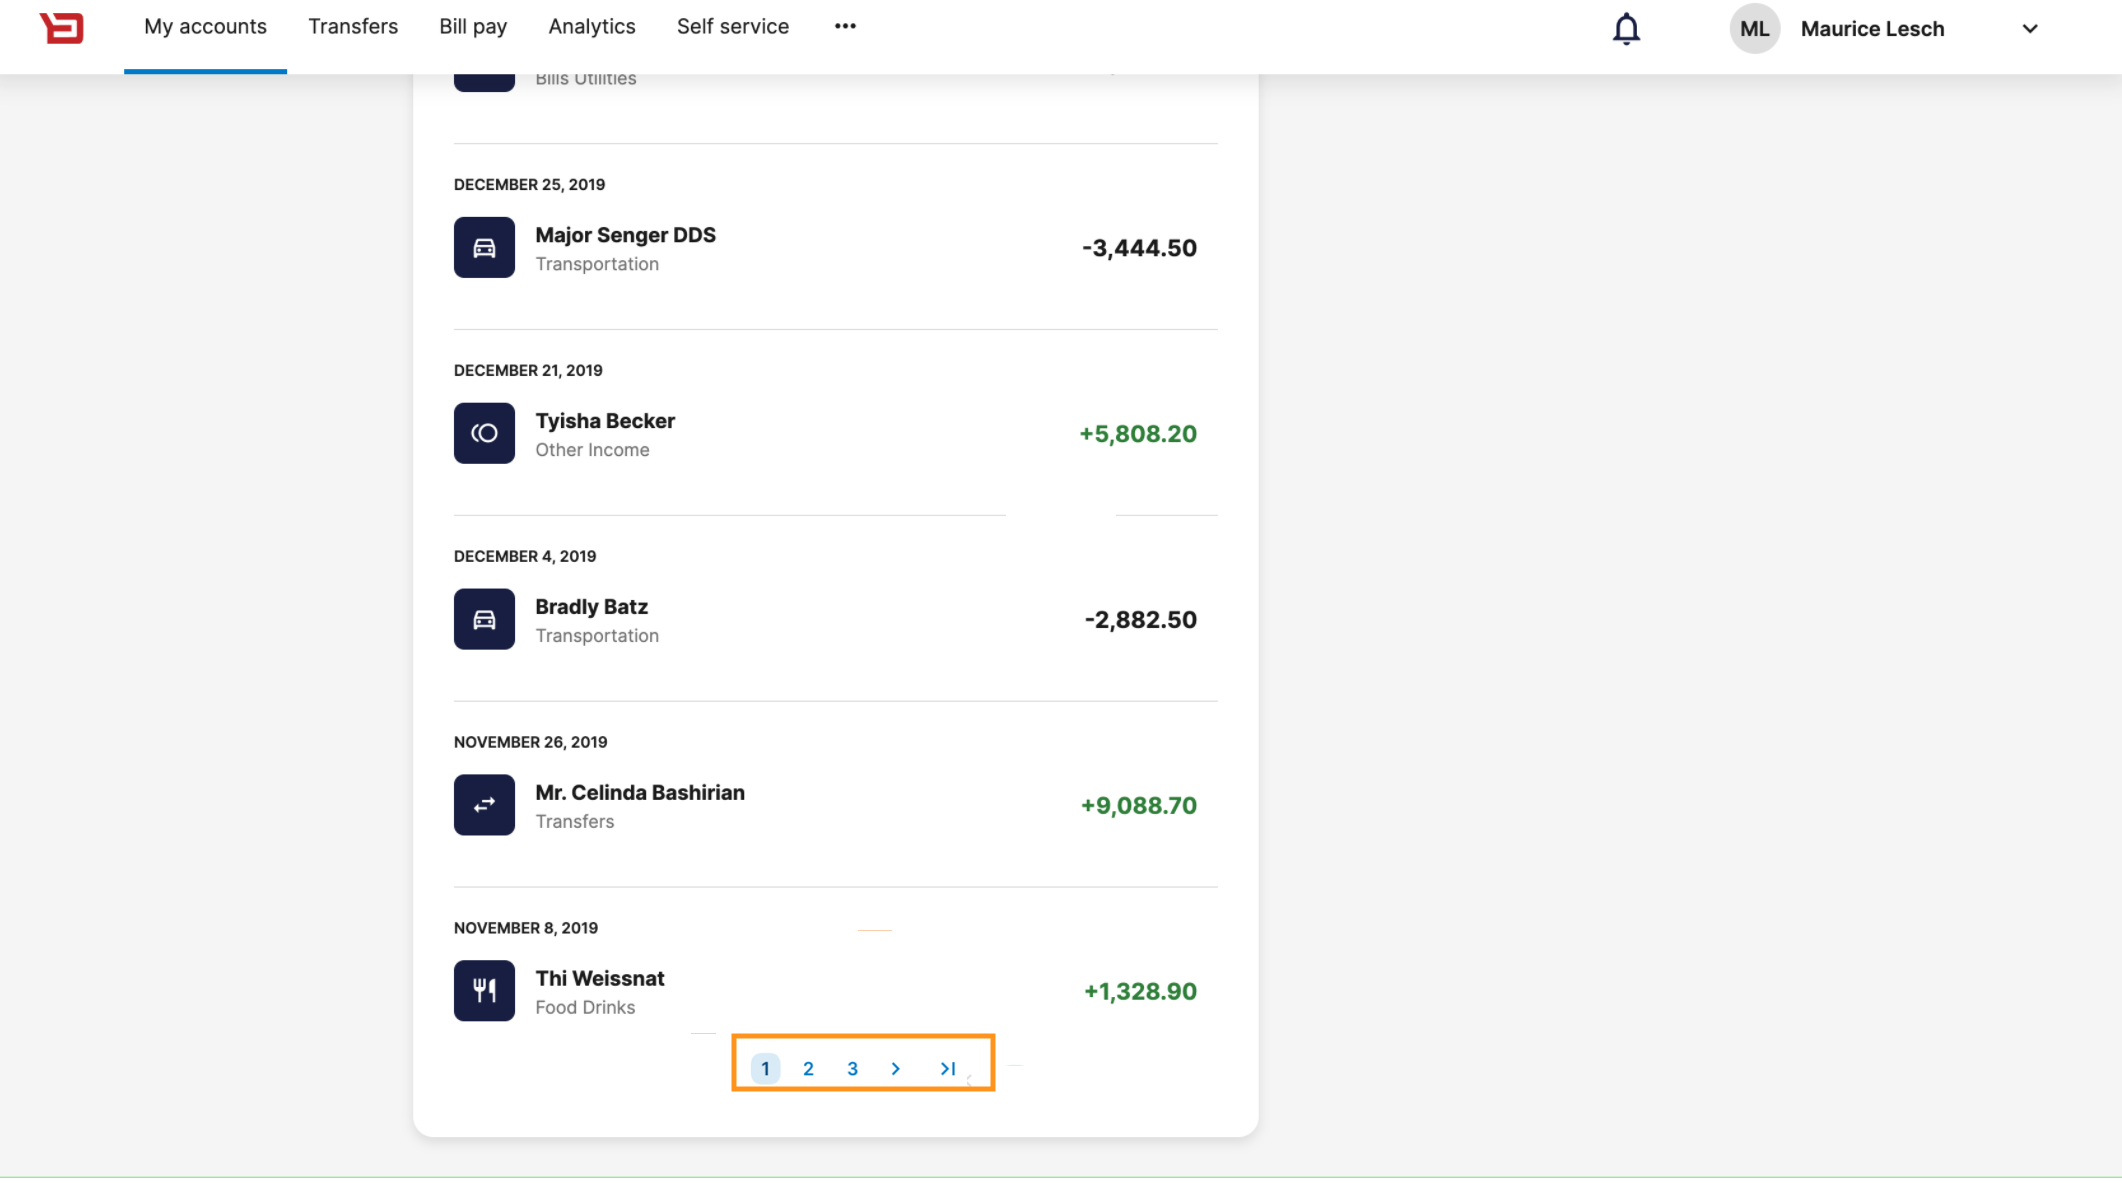 My accounts Transfers Bill pay Analytics Self service ••• ML Maurice Lesch
Bills Utilities
DECEMBER 25, 2019
Major Senger DDS
Transportation
-3,444.50
DECEMBER 21, 2019
Tyisha Becker
Other Income
+5,808.20
DECEMBER 4, 2019
Bradly Batz
Transportation
-2,882.50
NOVEMBER 26, 2019
Mr. Celinda Bashirian
Transfers
+9,088.70
NOVEMBER 8, 2019
Thi Weissnat
Food Drinks
+1,328.90
1 2 3 > >|